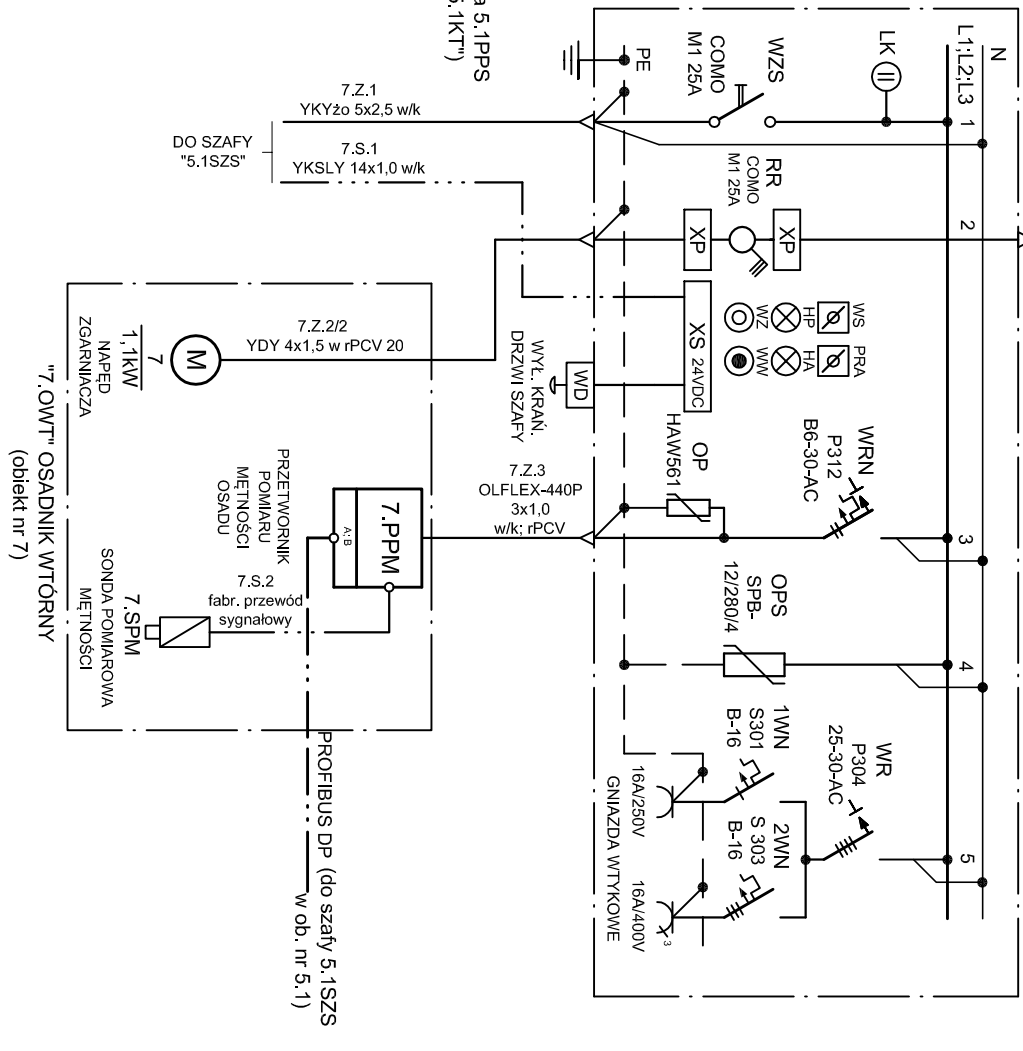 a 5.1PPS
5.1KT")
N
L1;L2;L3
1
2
3
4
5
LK
WZS
COMO
M1 25A
PE
7.Z.1
YKYżo 5x2,5 w/k
7.S.1
YKSLY 14x1,0 w/k
DO SZAFY
"5.1SZS"
RR
COMO
M1 25A
XP
XP
XS 24VDC
WS
PRA
HP
HA
WZ
WW
WD
WYŁ. KRAŃ.
DRZWI SZAFY
7.Z.2/2
YDY 4x1,5 w rPCV 20
M
7
1,1kW
NAPĘD
ZGARNIACZA
WRN
P312
B6-30-AC
OP
HAW561
7.Z.3
OLFLEX-440P
3x1,0
w/k; rPCV
7.PPM
A; B
PRZETWORNIK
POMIARU
MĘTNOŚCI
OSADU
7.S.2
fabr. przewód
sygnałowy
7.SPM
SONDA POMIAROWA
MĘTNOŚCI
"7.OWT" OSADNIK WTÓRNY
(obiekt nr 7)
OPS
SPB-
12/280/4
WR
P304
25-30-AC
1WN
S301
B-16
2WN
S 303
B-16
16A/250V
16A/400V
3
GNIAZDA WTYKOWE
PROFIBUS DP (do szafy 5.1SZS
w ob. nr 5.1)